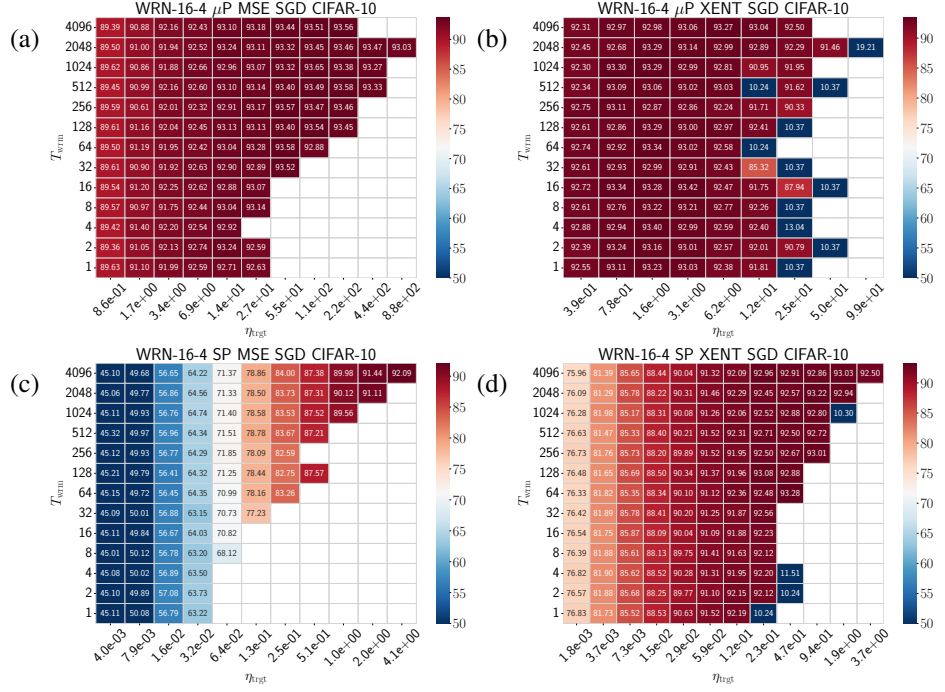 (a)
WRN-16-4 μP MSE SGD CIFAR-10
4096 89.39 90.88 92.16 92.43 93.10 93.18 93.44 93.51 93.56
2048 89.50 91.00 91.94 92.52 93.24 93.11 93.32 93.45 93.46 93.47 93.03
1024 89.62 90.86 91.88 92.66 92.96 93.07 93.32 93.65 93.38 93.27
512 89.45 90.99 92.16 92.60 93.10 93.14 93.40 93.49 93.58 93.33
256 89.59 90.61 92.01 92.32 92.91 93.17 93.57 93.47 93.46
128 89.61 91.16 92.04 92.45 93.13 93.13 93.40 93.54 93.45
64 89.50 91.19 91.95 92.42 93.04 93.28 93.58 92.88
32 89.61 90.90 91.92 92.63 92.90 92.89 93.52
16 89.54 91.20 92.25 92.62 92.88 93.07
8 89.57 90.97 91.75 92.44 93.04 93.14
4 89.42 91.40 92.20 92.54 92.92
2 89.36 91.05 92.13 92.74 93.24 92.59
1 89.63 91.10 91.99 92.59 92.71 92.63
T_wrm
8.6e-01 1.7e+00 3.4e+00 6.9e+00 1.4e+01 2.7e+01 5.5e+01 1.1e+02 2.2e+02 4.4e+02 8.8e+02
η_trgt
90
85
80
75
70
65
60
55
50
(b)
WRN-16-4 μP XENT SGD CIFAR-10
4096 92.31 92.97 92.98 93.06 93.27 93.04 92.50
2048 92.45 92.68 93.29 93.14 92.99 92.89 92.29 91.46 19.21
1024 92.30 93.30 93.05 93.01 92.95 90.91 91.95
512 92.34 93.09 93.06 93.02 93.03 10.24 91.62 10.37
256 92.75 93.11 92.87 92.86 92.24 91.71 90.33
128 92.61 92.86 93.29 93.00 92.97 92.41 10.37
64 92.74 92.92 93.34 93.02 92.58 10.24
32 92.61 92.93 92.99 92.91 92.43 85.32 10.37
16 92.72 93.34 93.28 93.42 92.47 91.75 87.94 10.37
8 92.61 92.76 93.22 93.21 92.77 92.26 10.37
4 92.88 92.94 93.40 92.99 92.59 92.40 13.04
2 92.39 93.24 93.16 93.01 92.57 92.01 90.79 10.37
1 92.55 93.11 93.23 93.03 92.38 91.81 10.37
T_wrm
3.9e-01 7.8e-01 1.6e+00 3.1e+00 6.2e+00 1.2e+01 2.5e+01 5.0e+01 9.9e+01
η_trgt
90
85
80
75
70
65
60
55
50
(c)
WRN-16-4 SP MSE SGD CIFAR-10
4096 45.10 49.68 56.65 64.22 71.37 78.86 84.00 87.38 89.98 91.44 92.09
2048 45.06 49.77 56.64 64.56 71.33 78.50 83.73 87.31 90.12 91.11
1024 45.11 49.93 56.76 64.74 71.40 78.58 83.53 87.52 89.56
512 45.32 49.97 56.96 64.34 71.51 78.78 83.67 87.21
256 45.12 49.93 56.77 64.29 71.85 78.09 82.59
128 45.21 49.79 56.41 64.32 71.25 78.44 82.75 87.57
64 45.15 49.72 56.45 64.35 70.99 78.16 83.26
32 45.09 50.01 56.88 63.15 70.73 77.23
16 45.11 49.84 56.67 64.03 70.82
8 45.01 50.12 56.78 63.20 68.12
4 45.08 50.02 56.89 63.50
2 45.10 49.89 57.08 63.73
1 45.11 50.08 56.79 63.22
T_wrm
4.0e-03 7.9e-03 1.6e-02 3.2e-02 6.4e-02 1.3e-01 2.5e-01 5.1e-01 1.0e+00 2.0e+00 4.1e+00
η_trgt
90
85
80
75
70
65
60
55
50
(d)
WRN-16-4 SP XENT SGD CIFAR-10
4096 75.96 81.39 85.65 88.44 90.04 91.32 92.09 92.96 92.91 92.86 93.03 92.50
2048 76.09 81.29 85.78 88.22 90.21 91.46 92.29 92.45 92.57 93.22 92.94
1024 76.28 81.98 85.17 88.31 90.08 91.26 92.06 92.52 92.88 92.80 10.30
512 76.63 81.47 85.33 88.40 90.21 91.52 92.31 92.71 92.50 92.72
256 76.73 81.76 85.73 88.20 89.89 91.52 91.95 92.30 92.67 93.01
128 76.48 81.65 85.69 88.50 90.34 91.37 91.96 93.08 92.88
64 76.33 81.82 85.35 88.34 90.10 91.12 92.36 92.48 93.28
32 76.42 81.89 85.78 88.41 90.20 91.25 91.87 92.56
16 76.54 81.75 85.60 88.38 90.01 91.09 91.88 92.23
8 76.39 81.88 85.61 88.13 89.75 91.41 91.63 92.12
4 76.82 81.90 85.62 88.52 90.28 91.31 91.95 92.20 11.51
2 76.57 81.88 85.68 88.25 89.77 90.91 92.15 92.12 10.24
1 76.83 81.73 85.52 88.53 90.63 91.52 92.19 10.24
T_wrm
1.8e-03 3.7e-03 7.3e-03 1.5e-02 2.9e-02 5.9e-02 1.2e-01 2.3e-01 4.7e-01 9.4e-01 1.9e+00 3.7e+00
η_trgt
90
85
80
75
70
65
60
55
50